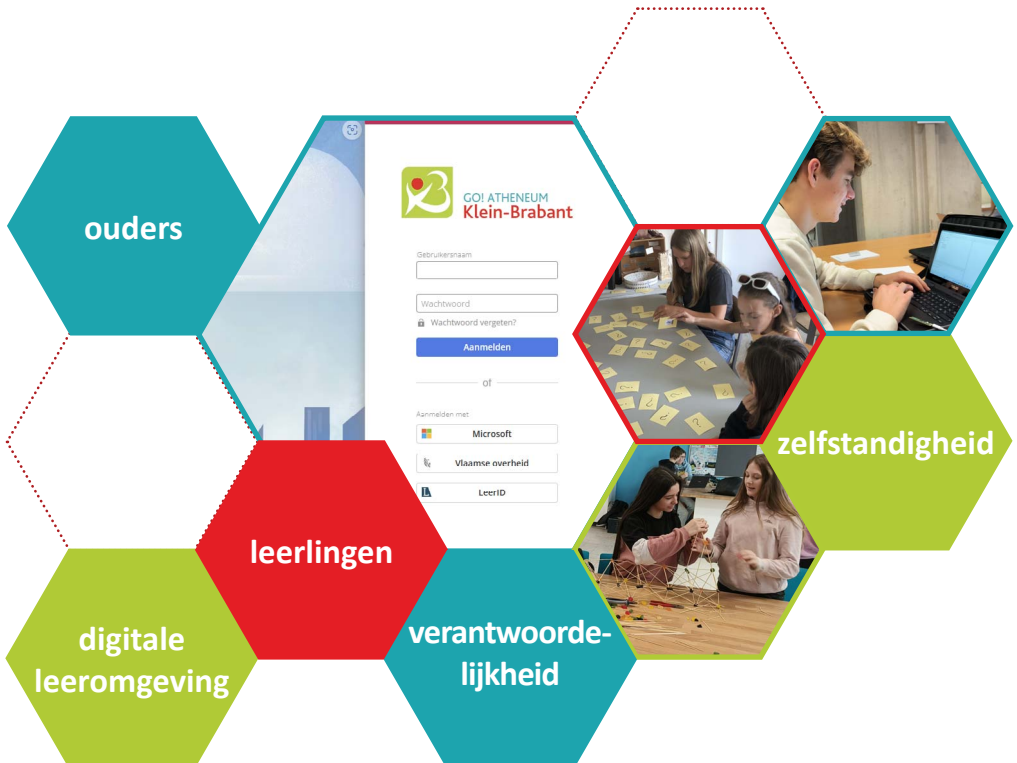 ouders
GO! ATHENEUM
Klein-Brabant
Gebruikersnaam
Wachtwoord
Wachtwoord vergeten?
Aanmelden
of
Aanmelden met
Microsoft
Vlaamse overheid
LeerID
zelfstandigheid
leerlingen
verantwoorde-
lijkheid
digitale
leeromgeving